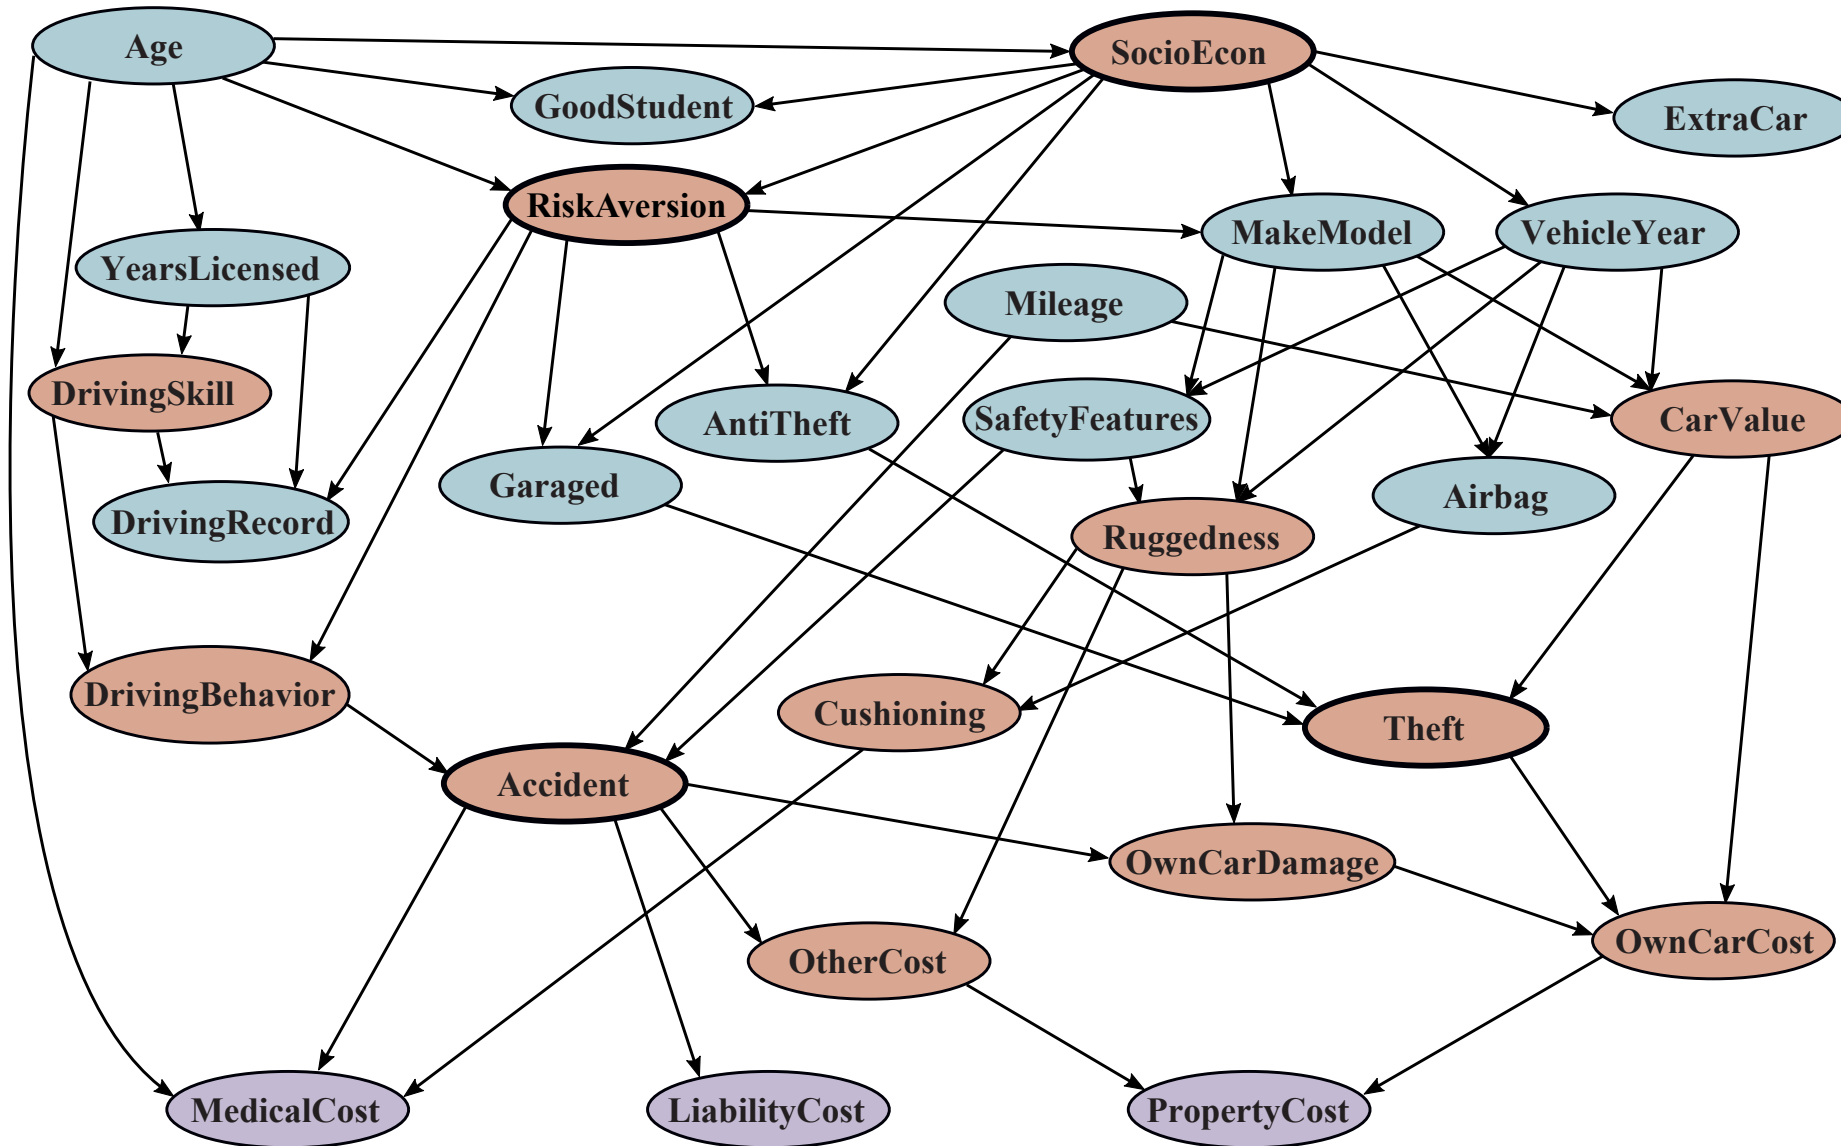 Age
SocioEcon
GoodStudent
ExtraCar
RiskAversion
MakeModel
VehicleYear
YearsLicensed
Mileage
DrivingSkill
AntiTheft
SafetyFeatures
CarValue
Garaged
Airbag
DrivingRecord
Ruggedness
DrivingBehavior
Cushioning
Theft
Accident
OwnCarDamage
OtherCost
OwnCarCost
MedicalCost
LiabilityCost
PropertyCost